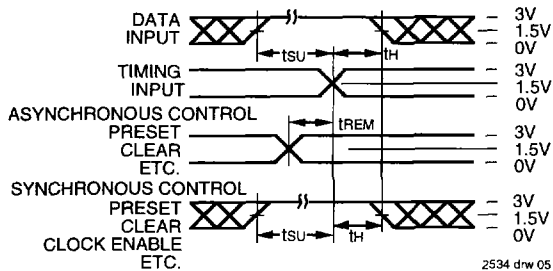 DATA INPUT
3V
1.5V
0V
tSU
tH
TIMING INPUT
3V
1.5V
0V
ASYNCHRONOUS CONTROL
PRESET
CLEAR
ETC.
tREM
3V
1.5V
0V
SYNCHRONOUS CONTROL
PRESET
CLEAR
CLOCK ENABLE
ETC.
tSU
tH
3V
1.5V
0V
2534 drw 05